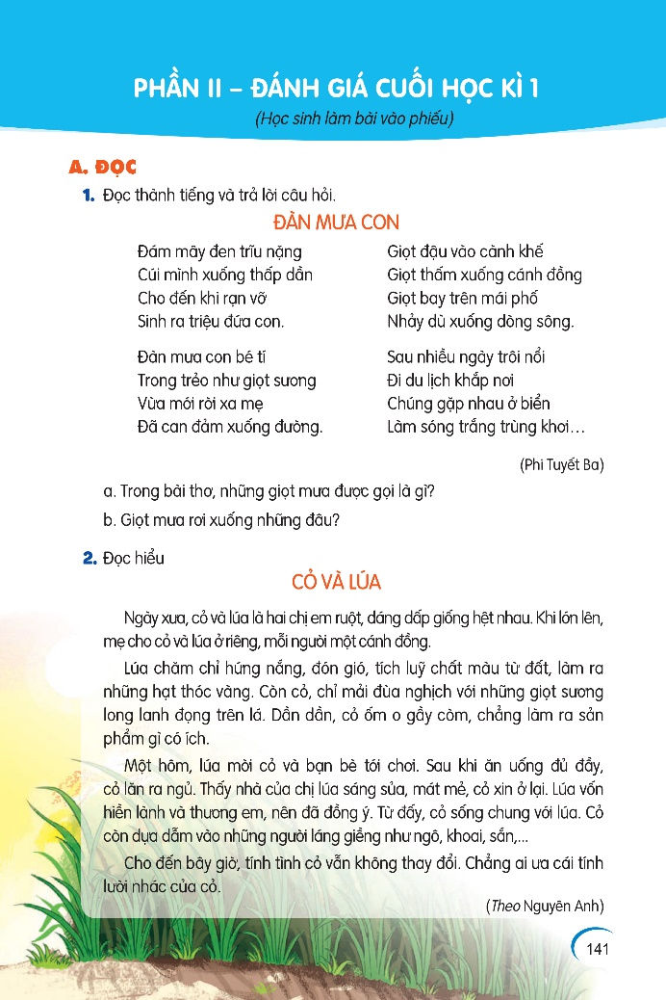 PHẦN II – ĐÁNH GIÁ CUỐI HỌC KÌ 1
(Học sinh làm bài vào phiếu)
A. ĐỌC
1. Đọc thành tiếng và trả lời câu hỏi.
ĐÀN MƯA CON
Đám mây đen trĩu nặng
Cúi mình xuống thấp dần
Cho đến khi rạn vỡ
Sinh ra triệu đứa con.
Đàn mưa con bé tí
Trong trẻo như giọt sương
Vừa mới rời xa mẹ
Đã can đảm xuống đường.
Giọt đậu vào cành khế
Giọt thấm xuống cánh đồng
Giọt bay trên mái phố
Nhảy dù xuống dòng sông.
Sau nhiều ngày trôi nổi
Đi du lịch khắp nơi
Chúng gặp nhau ở biển
Làm sóng trắng trùng khơi...
(Phi Tuyết Ba)
a. Trong bài thơ, những giọt mưa được gọi là gì?
b. Giọt mưa rơi xuống những đâu?
2. Đọc hiểu
CỎ VÀ LÚA
Ngày xưa, cỏ và lúa là hai chị em ruột, dáng dấp giống hệt nhau. Khi lớn lên,
mẹ cho cỏ và lúa ở riêng, mỗi người một cánh đồng.
Lúa chăm chỉ hứng nắng, đón gió, tích luỹ chất màu từ đất, làm ra
những hạt thóc vàng. Còn cỏ, chỉ mải đùa nghịch với những giọt sương
long lanh đọng trên lá. Dần dần, cỏ ốm o gầy còm, chẳng làm ra sản
phẩm gì có ích.
Một hôm, lúa mời cỏ và bạn bè tới chơi. Sau khi ăn uống đủ đầy,
cỏ lăn ra ngủ. Thấy nhà của chị lúa sáng sủa, mát mẻ, cỏ xin ở lại. Lúa vốn
hiền lành và thương em, nên đã đồng ý. Từ đấy, cỏ sống chung với lúa. Cỏ
còn dựa dẫm vào những người láng giềng như ngô, khoai, sắn,...
Cho đến bây giờ, tính tình cỏ vẫn không thay đổi. Chẳng ai ưa cái tính
lười nhác của cỏ.
(Theo Nguyên Anh)
141